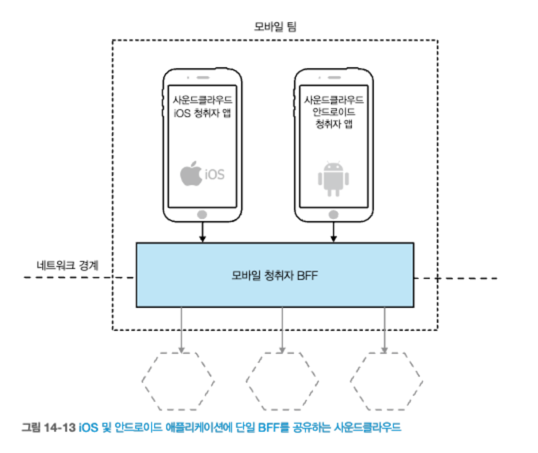 모바일 팀
사운드클라우드
iOS 청취자 앱
iOS
사운드클라우드
안드로이드
청취자 앱
네트워크 경계
모바일 청취자 BFF
그림 14-13 iOS 및 안드로이드 애플리케이션에 단일 BFF를 공유하는 사운드클라우드